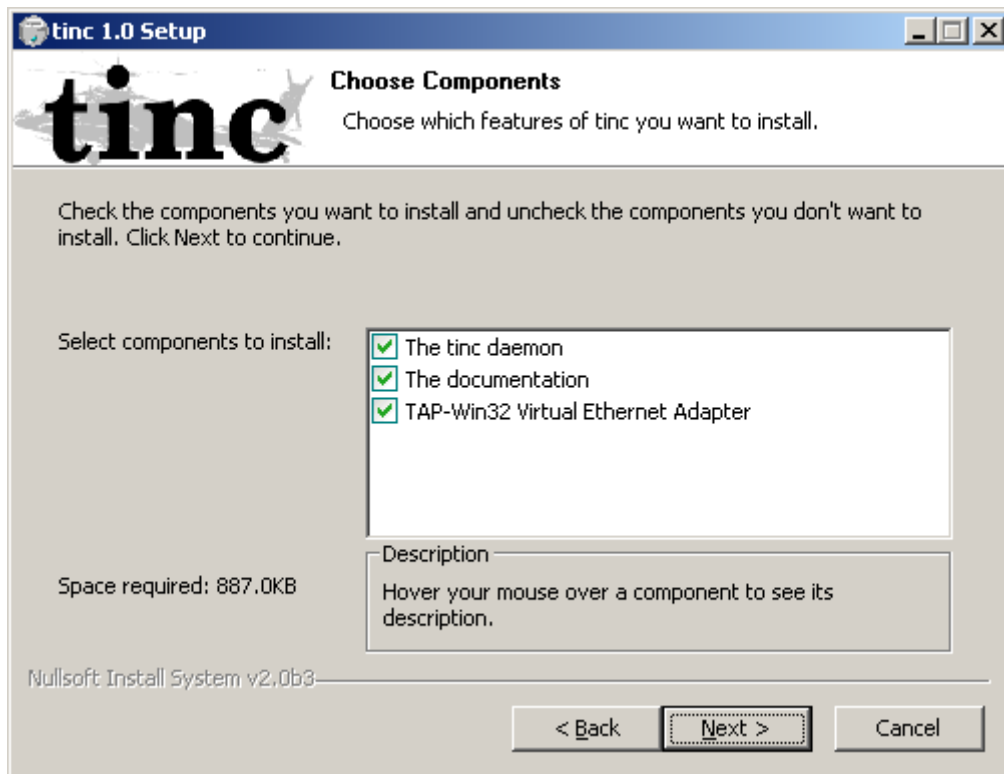 tinc 1.0 Setup
tinc
Choose Components
Choose which features of tinc you want to install.
Check the components you want to install and uncheck the components you don't want to
install. Click Next to continue.
Select components to install:
The tinc daemon
The documentation
TAP-Win32 Virtual Ethernet Adapter
Space required: 887.0KB
Description
Hover your mouse over a component to see its
description.
Nullsoft Install System v2.0b3
< Back
Next >
Cancel